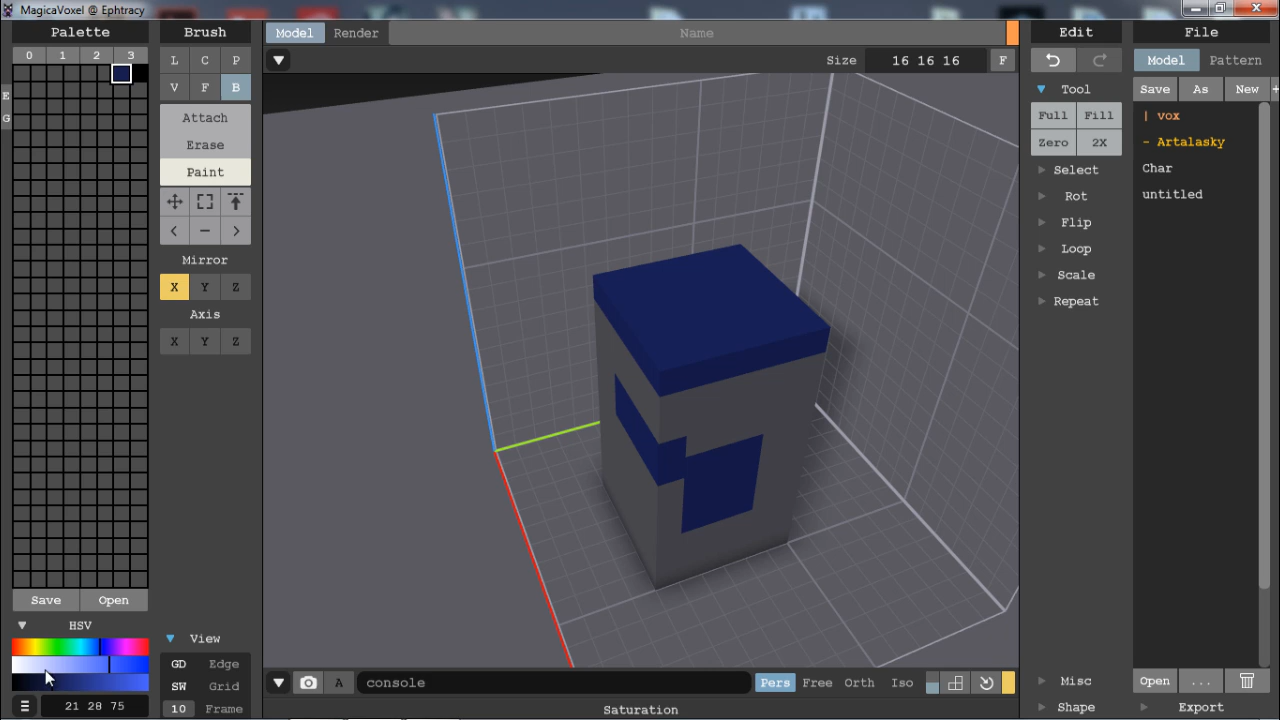 MagicaVoxel @ Ephtracy
Palette
Brush
Model Render Name
Edit
File
0 1 2 3
L C P
Size 16 16 16 F
Model Pattern
V F B
Tool
Save As New +
E
G
Attach
Full Fill
| vox
Erase
Zero 2X
- Artalasky
Paint
Select
Char
Rot
untitled
< − >
Flip
Mirror
Loop
X Y Z
Scale
Axis
Repeat
X Y Z
Save Open
HSV
View
GD Edge
SW Grid
10 Frame
21 28 75
A console
Pers Free Orth Iso
Misc
Open ...
Saturation
Shape
Export